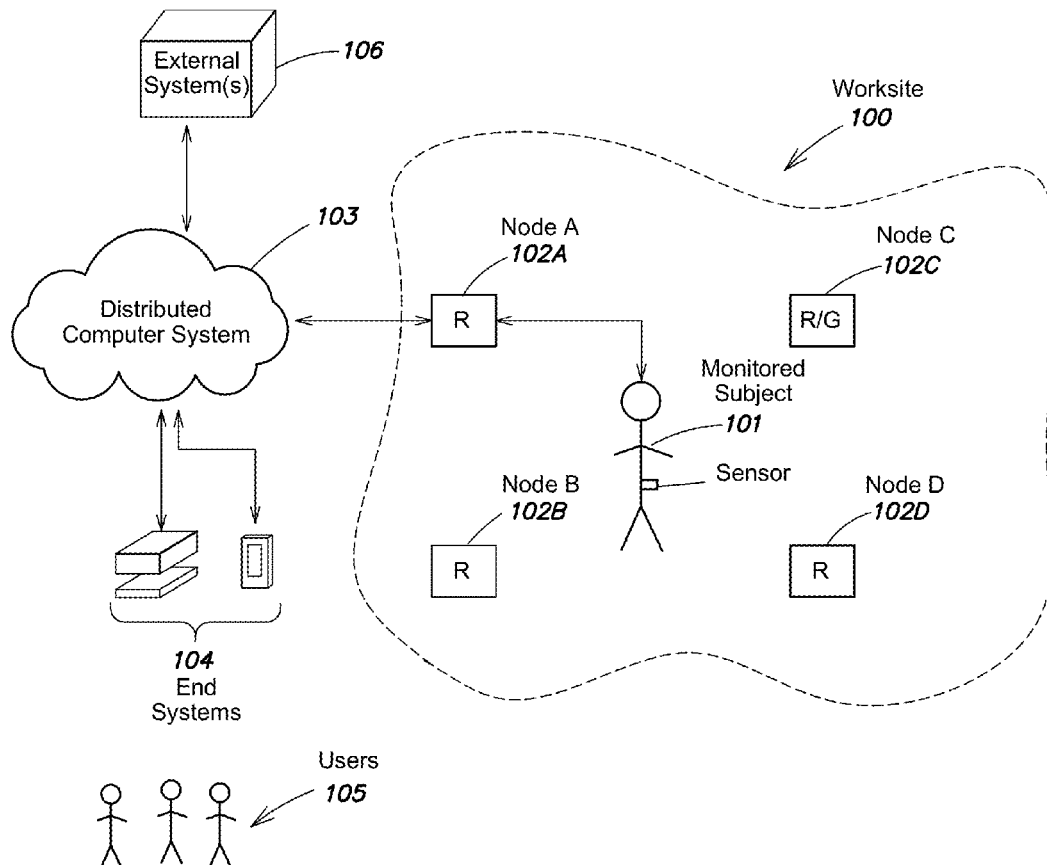 External
System(s)
106
Worksite
100
103
Distributed
Computer System
Node A
102A
R
Node C
102C
R/G
Monitored
Subject
101
Sensor
Node B
102B
R
Node D
102D
R
104
End
Systems
Users
105